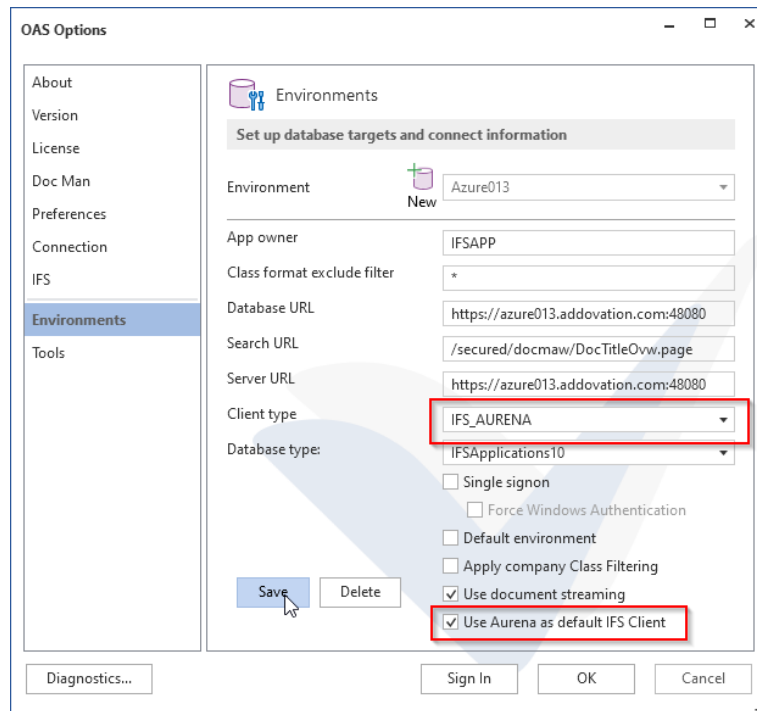 OAS Options
About
Version
License
Doc Man
Preferences
Connection
IFS
Environments
Tools
Environments
Set up database targets and connect information
Environment
New
Azure013
App owner
IFSAPP
Class format exclude filter
*
Database URL
https://azure013.addovation.com:48080
Search URL
/secured/docmaw/DocTitleOvw.page
Server URL
https://azure013.addovation.com:48080
Client type
IFS_AURENA
Database type:
IFSApplications10
Single signon
Force Windows Authentication
Default environment
Apply company Class Filtering
Use document streaming
Use Aurena as default IFS Client
Save
Delete
Diagnostics...
Sign In
OK
Cancel